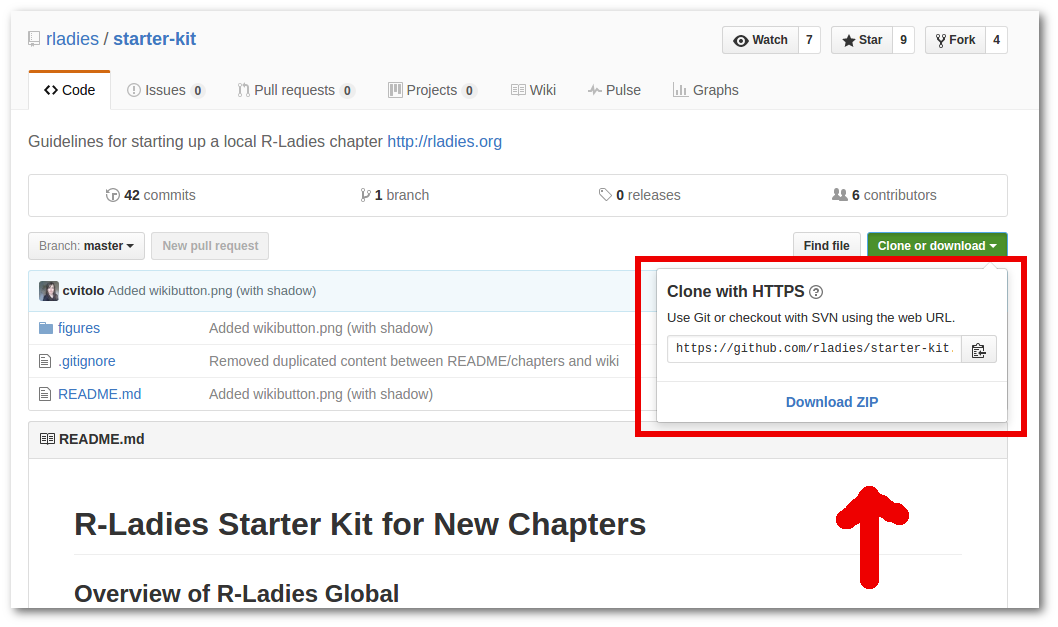 rladies / starter-kit
Watch 7 Star 9 Fork 4
Code Issues 0 Pull requests 0 Projects 0 Wiki Pulse Graphs
Guidelines for starting up a local R-Ladies chapter http://rladies.org
42 commits 1 branch 0 releases 6 contributors
Branch: master New pull request Find file Clone or download
cvitolo Added wikibutton.png (with shadow)
figures Added wikibutton.png (with shadow)
.gitignore Removed duplicated content between README/chapters and wiki
README.md Added wikibutton.png (with shadow)
Clone with HTTPS ?
Use Git or checkout with SVN using the web URL.
https://github.com/rladies/starter-kit.
Download ZIP
README.md
R-Ladies Starter Kit for New Chapters
Overview of R-Ladies Global